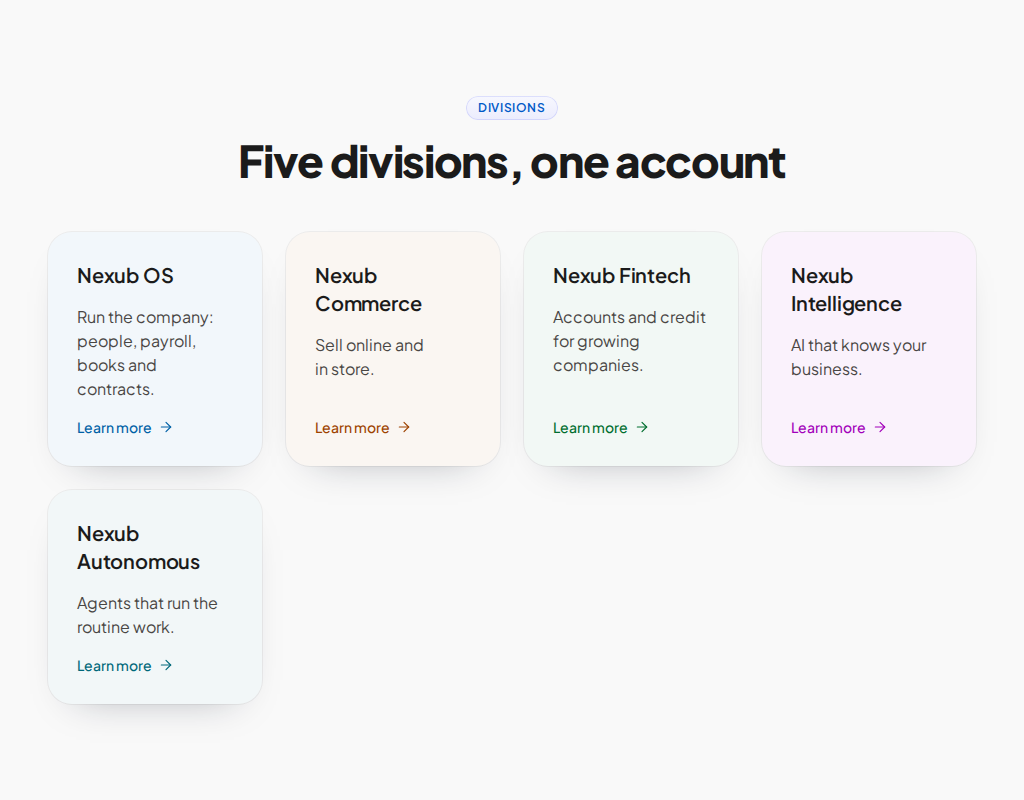 DIVISIONS
Five divisions, one account
Nexub OS
Run the company:
people, payroll,
books and
contracts.
Learn more
Nexub
Commerce
Sell online and
in store.
Learn more
Nexub Fintech
Accounts and credit
for growing
companies.
Learn more
Nexub
Intelligence
AI that knows your
business.
Learn more
Nexub
Autonomous
Agents that run the
routine work.
Learn more